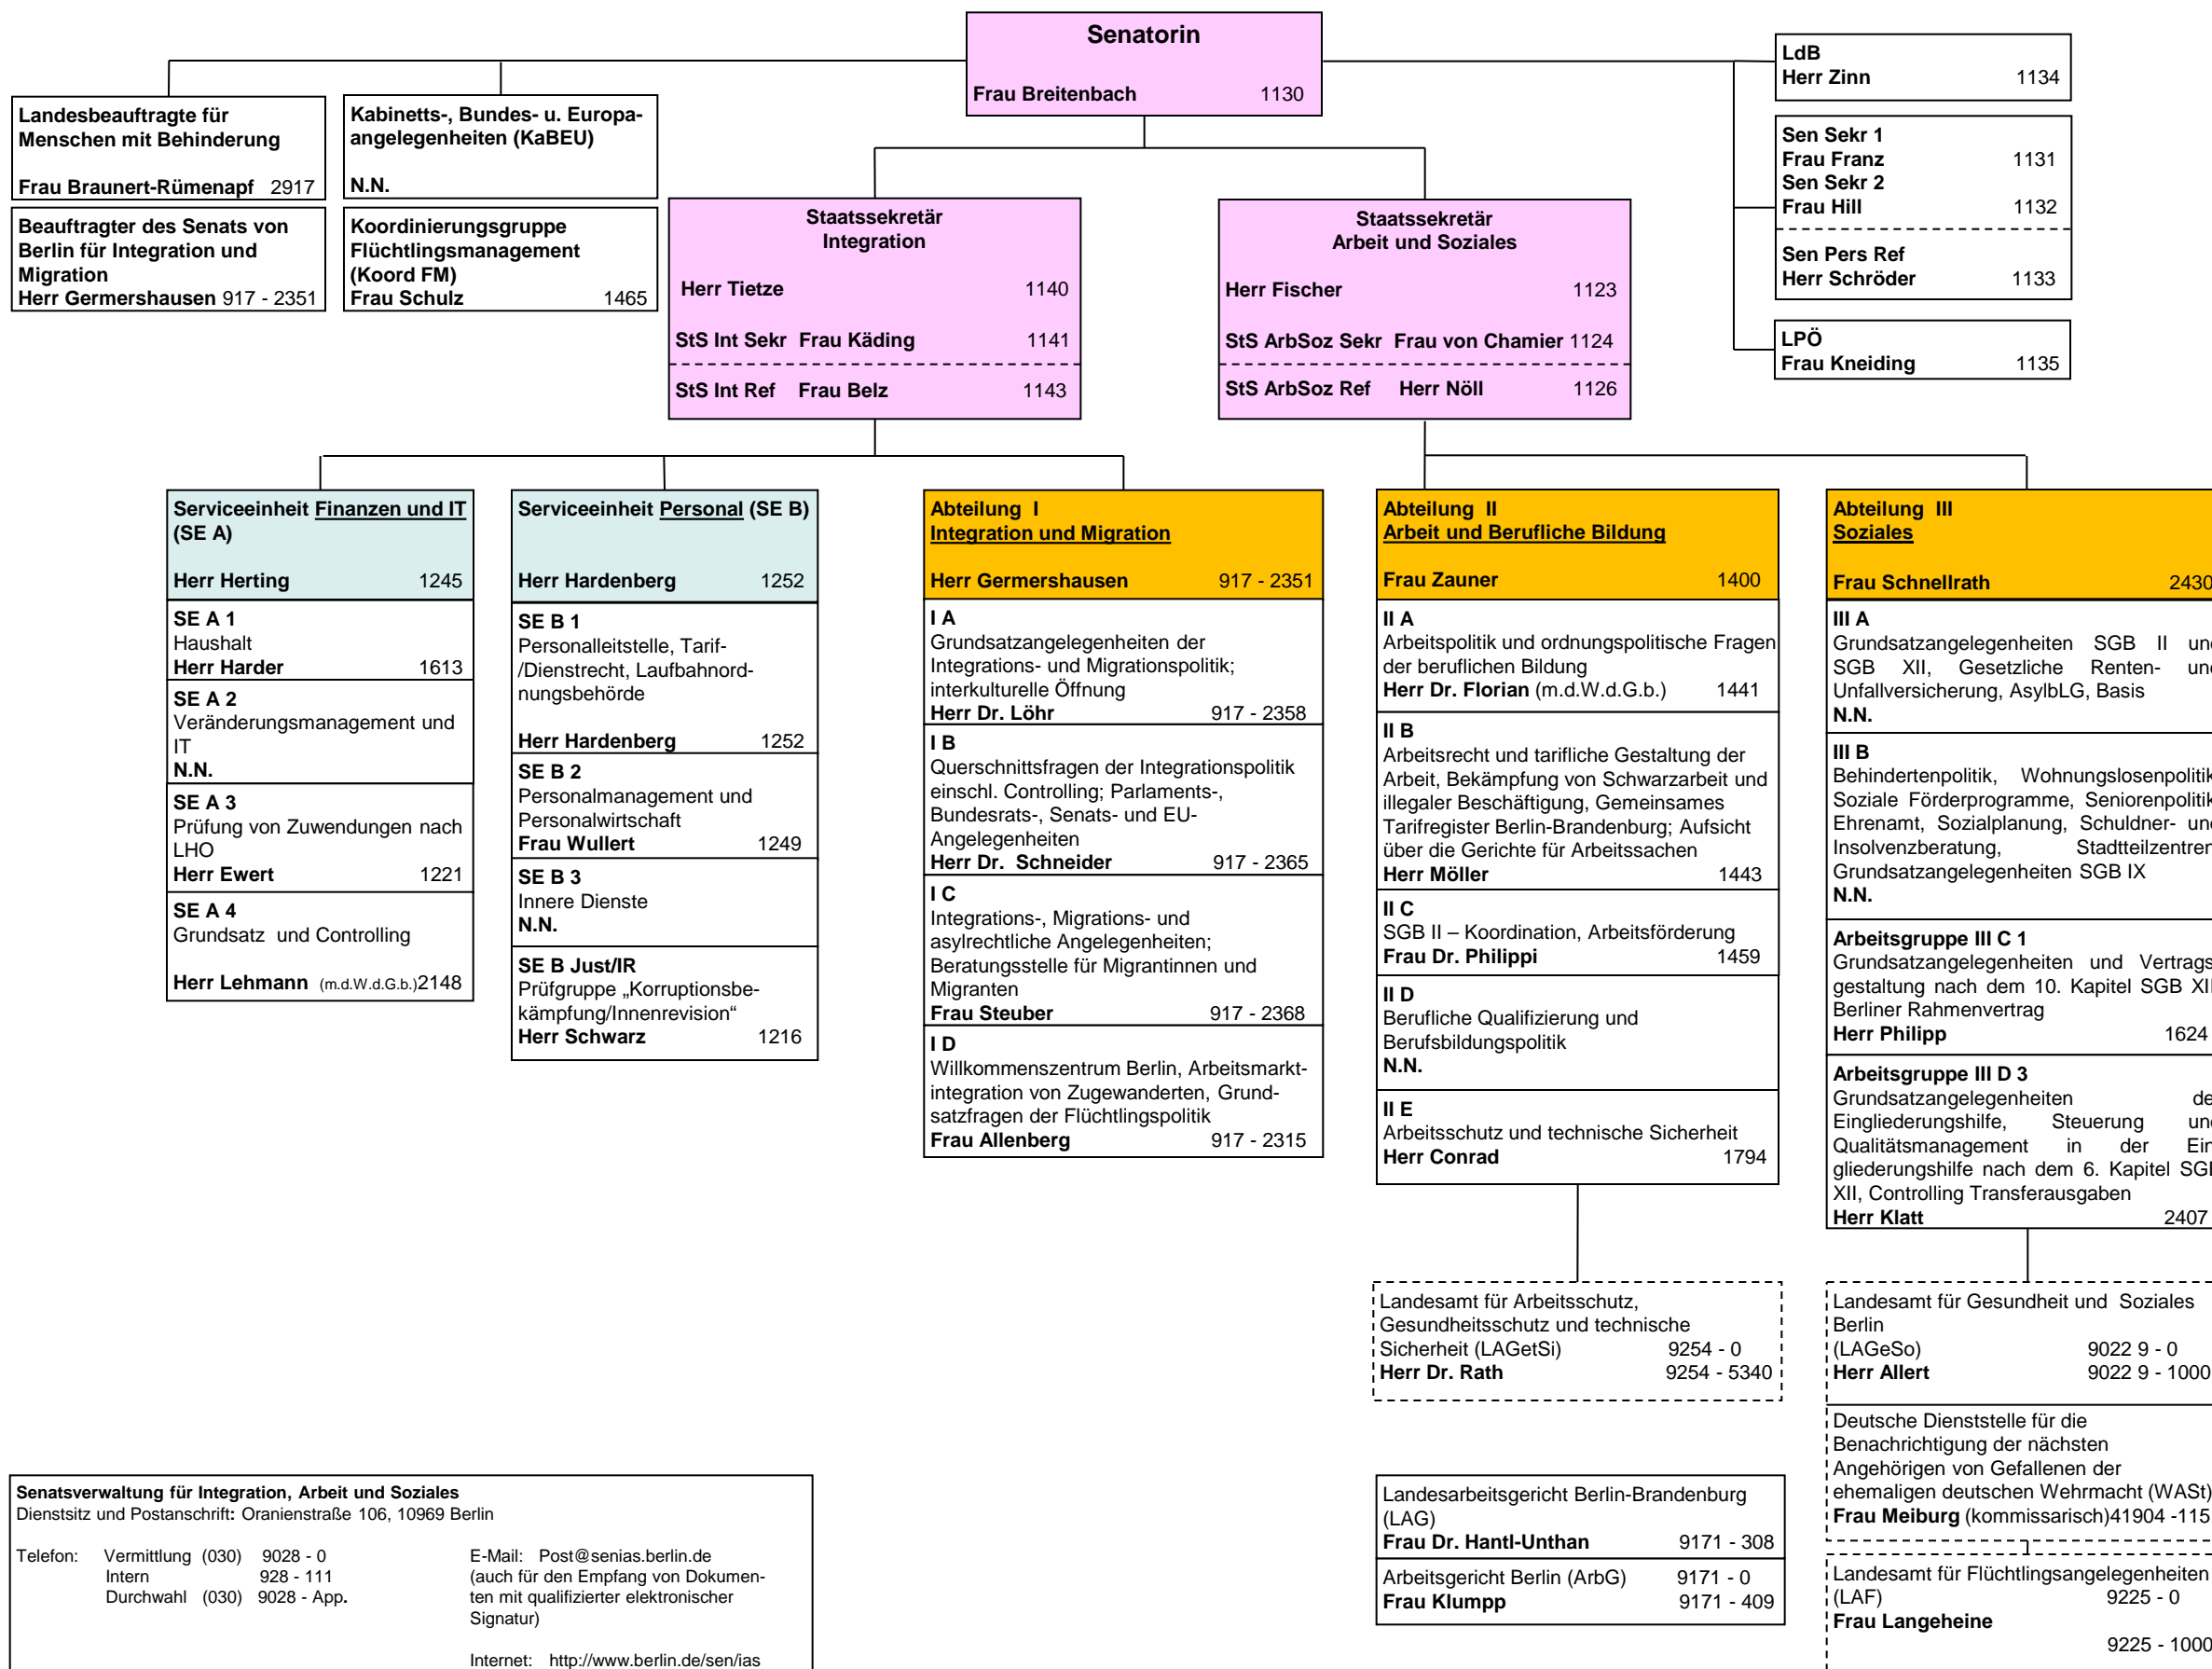 Senatorin
Frau Breitenbach 1130
LdB
Herr Zinn 1134
Sen Sekr 1
Frau Franz 1131
Sen Sekr 2
Frau Hill 1132
Sen Pers Ref
Herr Schröder 1133
LPÖ
Frau Kneiding 1135
Landesbeauftragte für
Menschen mit Behinderung
Frau Braunert-Rümenapf 2917
Kabinetts-, Bundes- u. Europa-
angelegenheiten (KaBEU)
N.N.
Beauftragter des Senats von
Berlin für Integration und
Migration
Herr Germershausen 917 - 2351
Koordinierungsgruppe
Flüchtlingsmanagement
(Koord FM)
Frau Schulz 1465
Staatssekretär
Integration
Herr Tietze 1140
StS Int Sekr Frau Käding 1141
StS Int Ref Frau Belz 1143
Staatssekretär
Arbeit und Soziales
Herr Fischer 1123
StS ArbSoz Sekr Frau von Chamier 1124
StS ArbSoz Ref Herr Nöll 1126
Serviceeinheit Finanzen und IT
(SE A)
Herr Herting 1245
SE A 1
Haushalt
Herr Harder 1613
SE A 2
Veränderungsmanagement und
IT
N.N.
SE A 3
Prüfung von Zuwendungen nach
LHO
Herr Ewert 1221
SE A 4
Grundsatz und Controlling
Herr Lehmann (m.d.W.d.G.b.)2148
Serviceeinheit Personal (SE B)
Herr Hardenberg 1252
SE B 1
Personalleitstelle, Tarif-
/Dienstrecht, Laufbahnord-
nungsbehörde
Herr Hardenberg 1252
SE B 2
Personalmanagement und
Personalwirtschaft
Frau Wullert 1249
SE B 3
Innere Dienste
N.N.
SE B Just/IR
Prüfgruppe „Korruptionsbe-
kämpfung/Innenrevision“
Herr Schwarz 1216
Abteilung I
Integration und Migration
Herr Germershausen 917 - 2351
I A
Grundsatzangelegenheiten der
Integrations- und Migrationspolitik;
interkulturelle Öffnung
Herr Dr. Löhr 917 - 2358
I B
Querschnittsfragen der Integrationspolitik
einschl. Controlling; Parlaments-,
Bundesrats-, Senats- und EU-
Angelegenheiten
Herr Dr. Schneider 917 - 2365
I C
Integrations-, Migrations- und
asylrechtliche Angelegenheiten;
Beratungsstelle für Migrantinnen und
Migranten
Frau Steuber 917 - 2368
I D
Willkommenszentrum Berlin, Arbeitsmarkt-
integration von Zugewanderten, Grund-
satzfragen der Flüchtlingspolitik
Frau Allenberg 917 - 2315
Abteilung II
Arbeit und Berufliche Bildung
Frau Zauner 1400
II A
Arbeitspolitik und ordnungspolitische Fragen
der beruflichen Bildung
Herr Dr. Florian (m.d.W.d.G.b.) 1441
II B
Arbeitsrecht und tarifliche Gestaltung der
Arbeit, Bekämpfung von Schwarzarbeit und
illegaler Beschäftigung, Gemeinsames
Tarifregister Berlin-Brandenburg; Aufsicht
über die Gerichte für Arbeitssachen
Herr Möller 1443
II C
SGB II – Koordination, Arbeitsförderung
Frau Dr. Philippi 1459
II D
Berufliche Qualifizierung und
Berufsbildungspolitik
N.N.
II E
Arbeitsschutz und technische Sicherheit
Herr Conrad 1794
Abteilung III
Soziales
Frau Schnellrath 2430
III A
Grundsatzangelegenheiten SGB II
SGB XII, Gesetzliche Renten-
Unfallversicherung, AsylbLG, Basis
N.N.
III B
Behindertenpolitik, Wohnungslosenpolitik
Soziale Förderprogramme, Seniorenpolitik
Ehrenamt, Sozialplanung, Schuldner-
Insolvenzberatung, Stadtteilzentren
Grundsatzangelegenheiten SGB IX
N.N.
Arbeitsgruppe III C 1
Grundsatzangelegenheiten und Vertrags
gestaltung nach dem 10. Kapitel SGB XII
Berliner Rahmenvertrag
Herr Philipp 1624
Arbeitsgruppe III D 3
Grundsatzangelegenheiten
Eingliederungshilfe, Steuerung
Qualitätsmanagement in der Ein
gliederungshilfe nach dem 6. Kapitel
XII, Controlling Transferausgaben
Herr Klatt 2407
Landesamt für Arbeitsschutz,
Gesundheitsschutz und technische
Sicherheit (LAGetSi) 9254 - 0
Herr Dr. Rath 9254 - 5340
Landesamt für Gesundheit und Soziales
Berlin
(LAGeSo) 9022 9 - 0
Herr Allert 9022 9 - 1000
Deutsche Dienststelle für die
Benachrichtigung der nächsten
Angehörigen von Gefallenen der
ehemaligen deutschen Wehrmacht (WASt)
Frau Meiburg (kommissarisch)41904 -115
Landesarbeitsgericht Berlin-Brandenburg
(LAG)
Frau Dr. Hantl-Unthan 9171 - 308
Arbeitsgericht Berlin (ArbG) 9171 - 0
Frau Klumpp 9171 - 409
Landesamt für Flüchtlingsangelegenheiten
(LAF) 9225 - 0
Frau Langeheine
9225 - 1000
Senatsverwaltung für Integration, Arbeit und Soziales
Dienstsitz und Postanschrift: Oranienstraße 106, 10969 Berlin
Telefon: Vermittlung (030) 9028 - 0
Intern 928 - 111
Durchwahl (030) 9028 - App.
E-Mail: Post@senias.berlin.de
(auch für den Empfang von Dokumen-
ten mit qualifizierter elektronischer
Signatur)
Internet: http://www.berlin.de/sen/ias